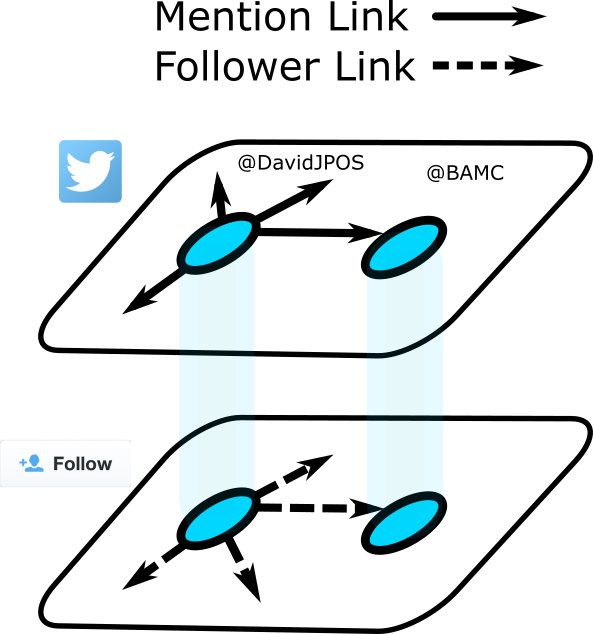 Mention Link
Follower Link
@DavidJPOS
@BAMC
Follow